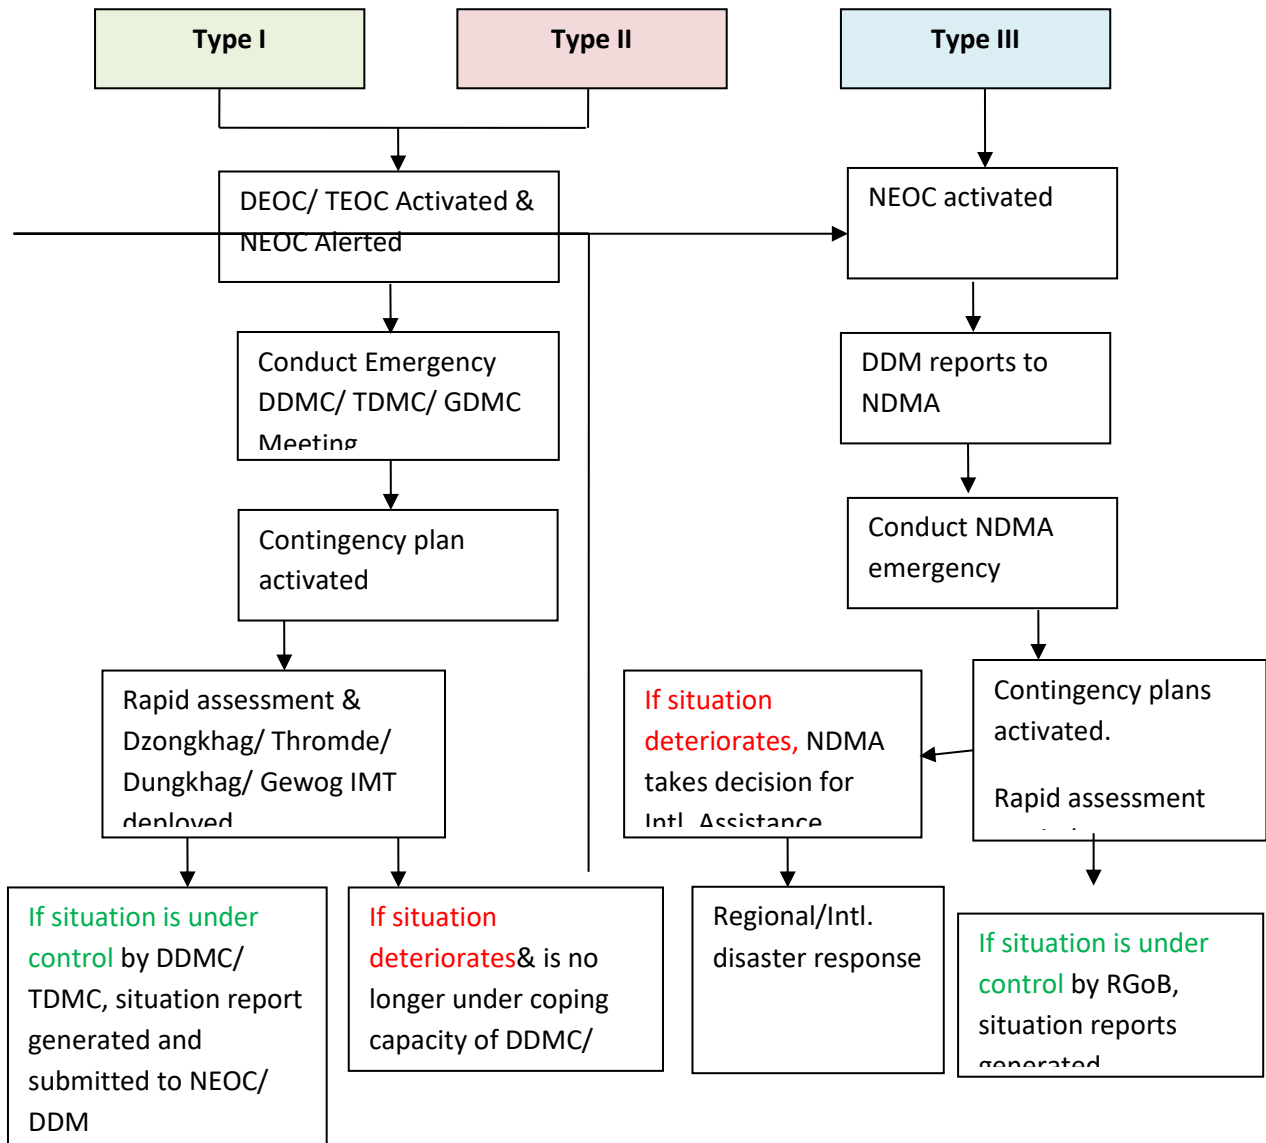 Type I
Type II
Type III
DEOC/ TEOC Activated &
NEOC Alerted
NEOC activated
Conduct Emergency
DDMC/ TDMC/ GDMC
Meeting
DDM reports to
NDMA
Contingency plan
activated
Conduct NDMA
emergency
Rapid assessment &
Dzongkhag/ Thromde/
Dungkhag/ Gewog IMT
deployed
If situation
deteriorates, NDMA
takes decision for
Intl. Assistance
Contingency plans
activated.
Rapid assessment
If situation is under
control by DDMC/
TDMC, situation report
generated and
submitted to NEOC/
DDM
If situation
deteriorates& is no
longer under coping
capacity of DDMC/
Regional/Intl.
disaster response
If situation is under
control by RGoB,
situation reports
generated